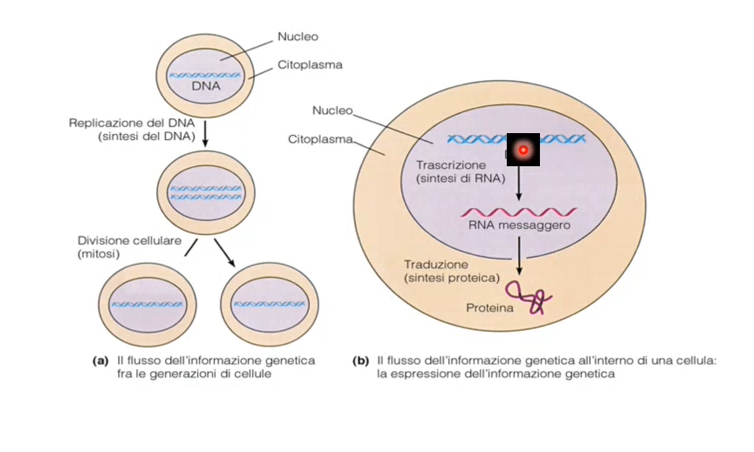 Nucleo
Citoplasma
DNA
Replicazione del DNA
(sintesi del DNA)
Divisione cellulare
(mitosi)
(a) Il flusso dell'informazione genetica
fra le generazioni di cellule
Nucleo
Citoplasma
Trascrizione
(sintesi di RNA)
RNA messaggero
Traduzione
(sintesi proteica)
Proteina
(b) Il flusso dell'informazione genetica all'interno di una cellula:
la espressione dell'informazione genetica